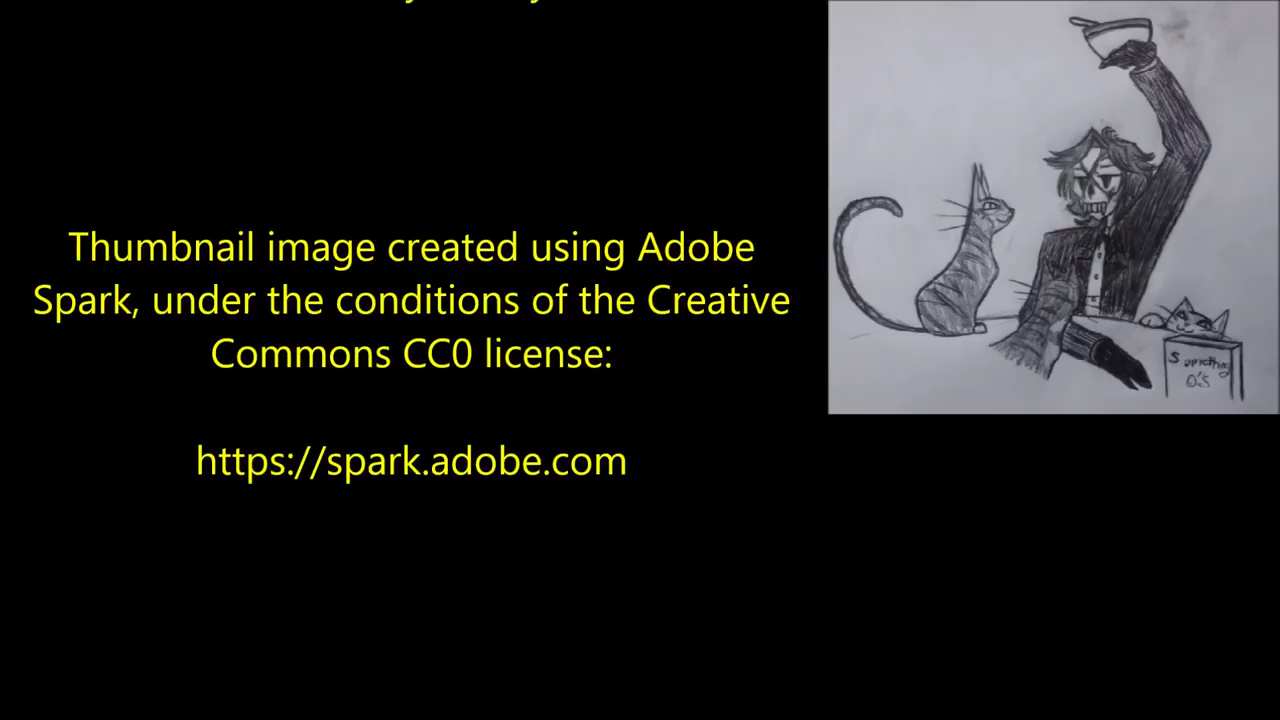 Thumbnail image created using Adobe
Spark, under the conditions of the Creative
Commons CC0 license:
https://spark.adobe.com
O's